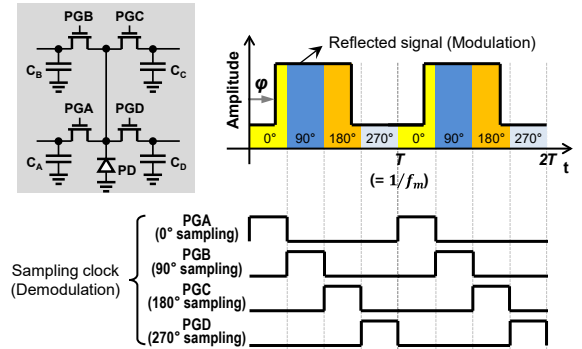 PGB PGC
C_B C_C
PGA PGD
C_A PD C_D
Reflected signal (Modulation)
Amplitude
φ
0° 90° 180° 270° 0° 90° 180° 270°
T 2T t
(= 1/f_m)
Sampling clock
(Demodulation)
PGA
(0° sampling)
PGB
(90° sampling)
PGC
(180° sampling)
PGD
(270° sampling)